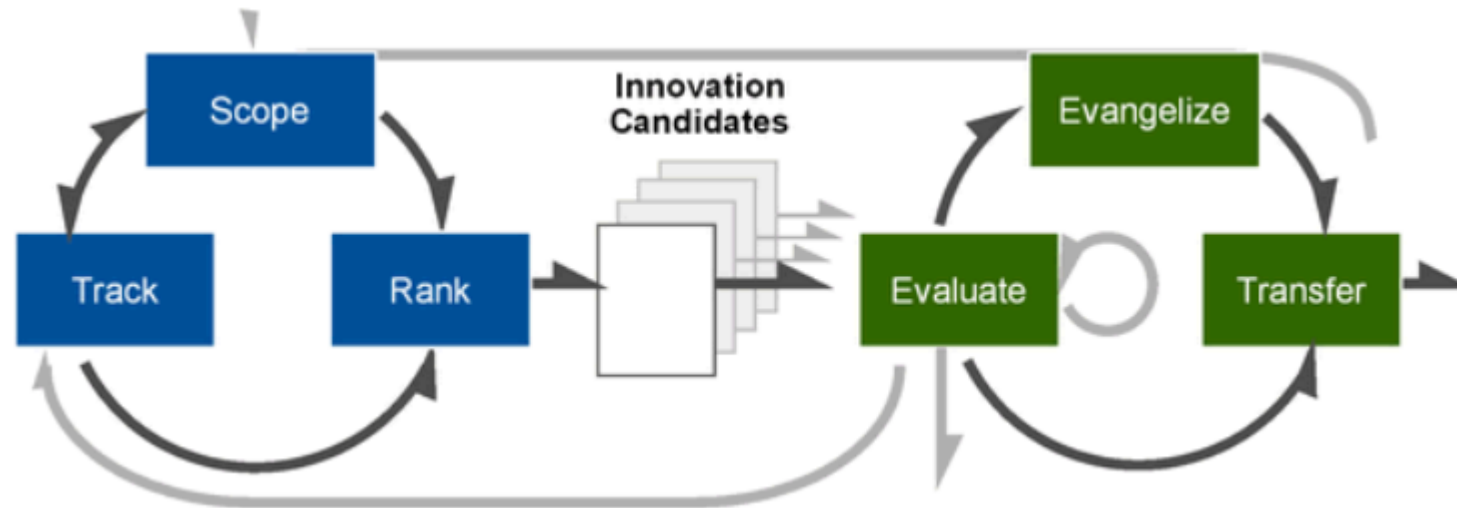 Scope
Innovation
Candidates
Evangelize
Track
Rank
Evaluate
Transfer